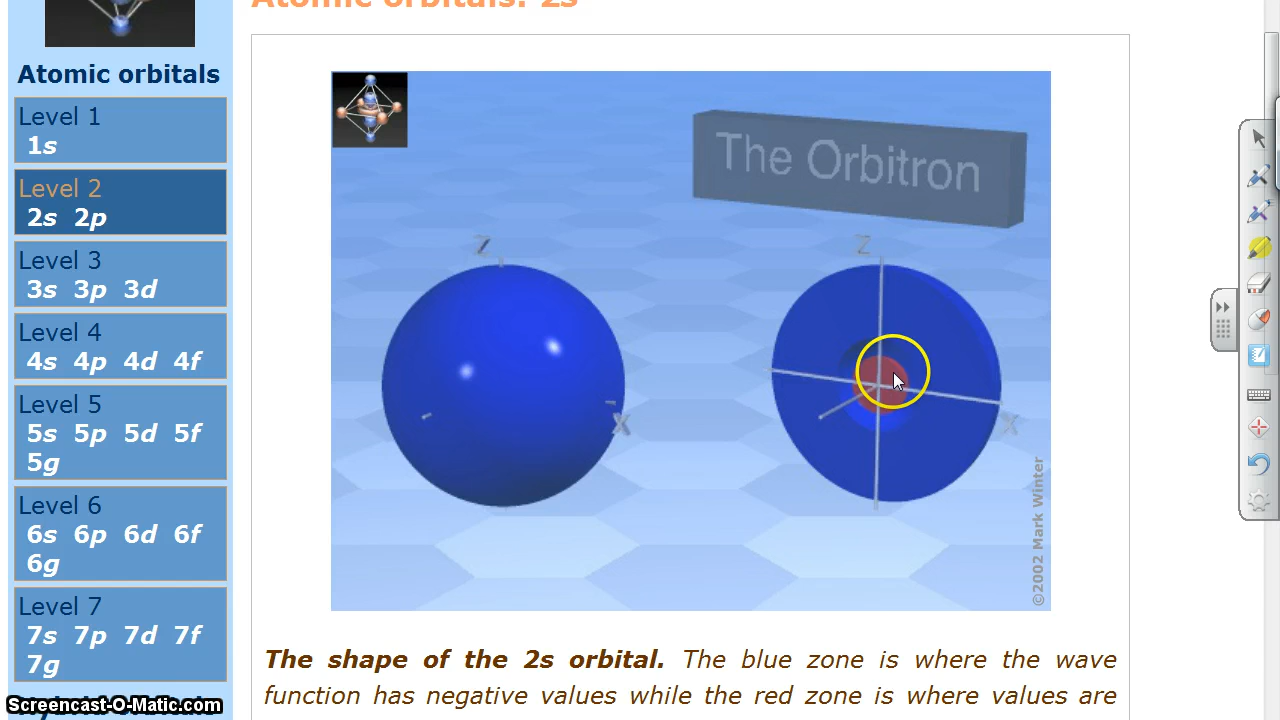 Atomic orbitals: 2s
Atomic orbitals
Level 1
1s
Level 2
2s 2p
Level 3
3s 3p 3d
Level 4
4s 4p 4d 4f
Level 5
5s 5p 5d 5f
5g
Level 6
6s 6p 6d 6f
6g
Level 7
7s 7p 7d 7f
7g
The Orbitron
Z
X
Z
X
©2002 Mark Winter
The shape of the 2s orbital. The blue zone is where the wave
function has negative values while the red zone is where values are
Screencast-O-Matic.com